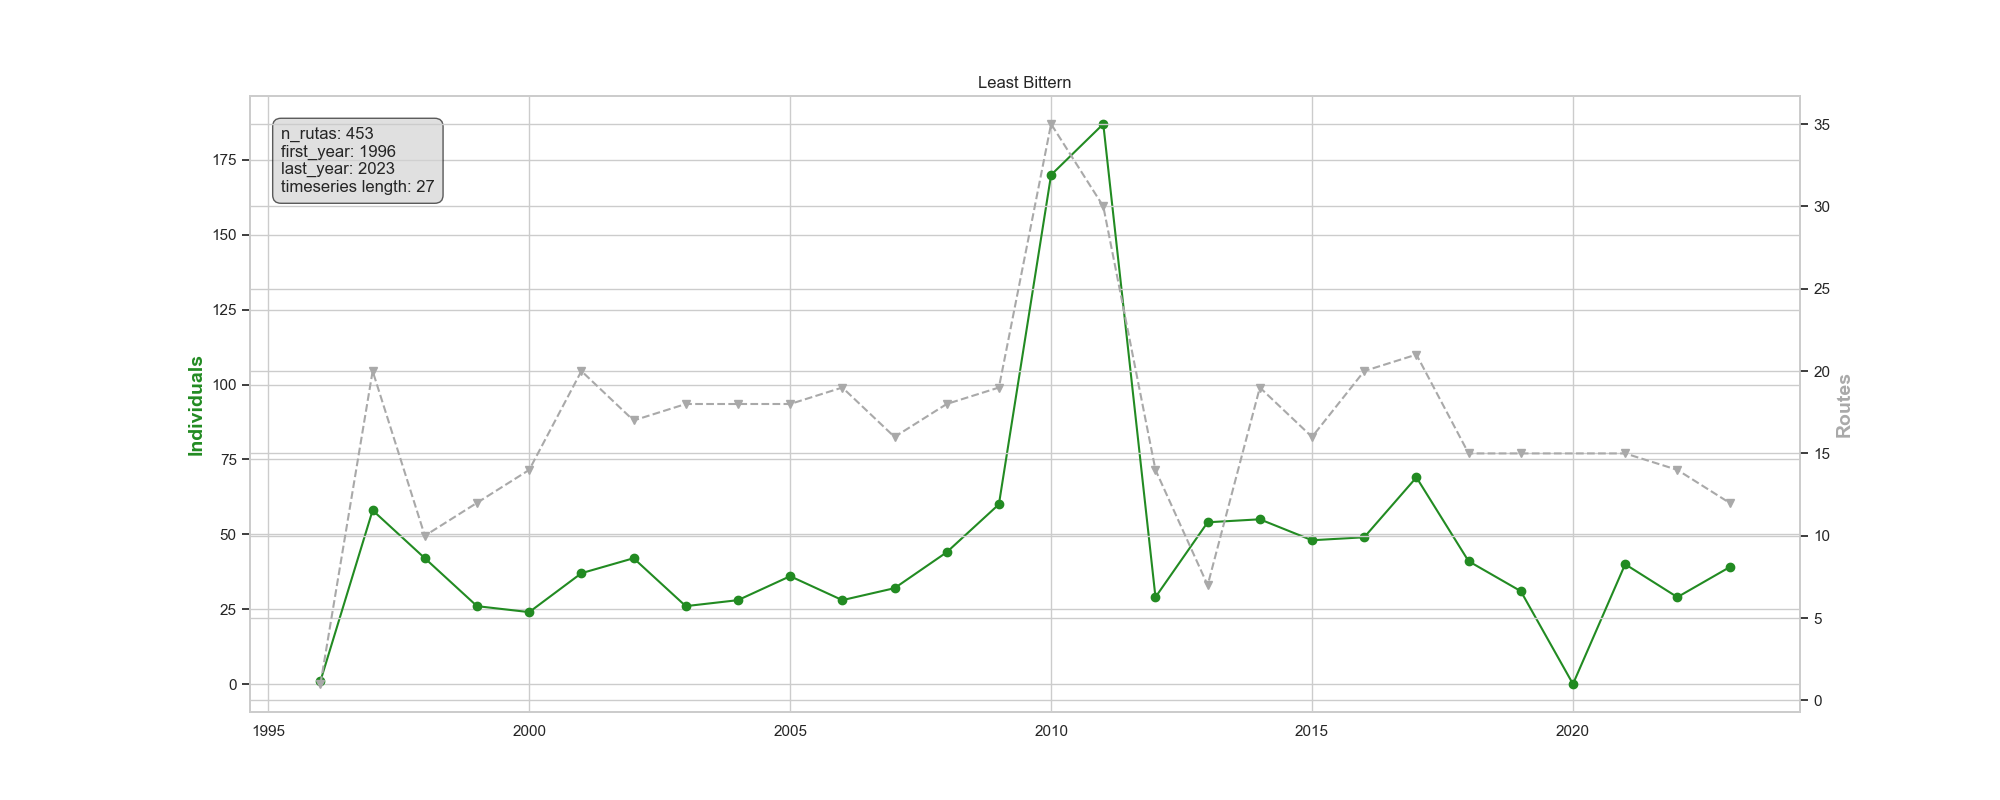 Least Bittern
n_rutas: 453
first_year: 1996
last_year: 2023
timeseries length: 27
Individuals
175
150
125
100
75
50
25
0
35
30
25
20
15
10
5
0
Routes
1995 2000 2005 2010 2015 2020